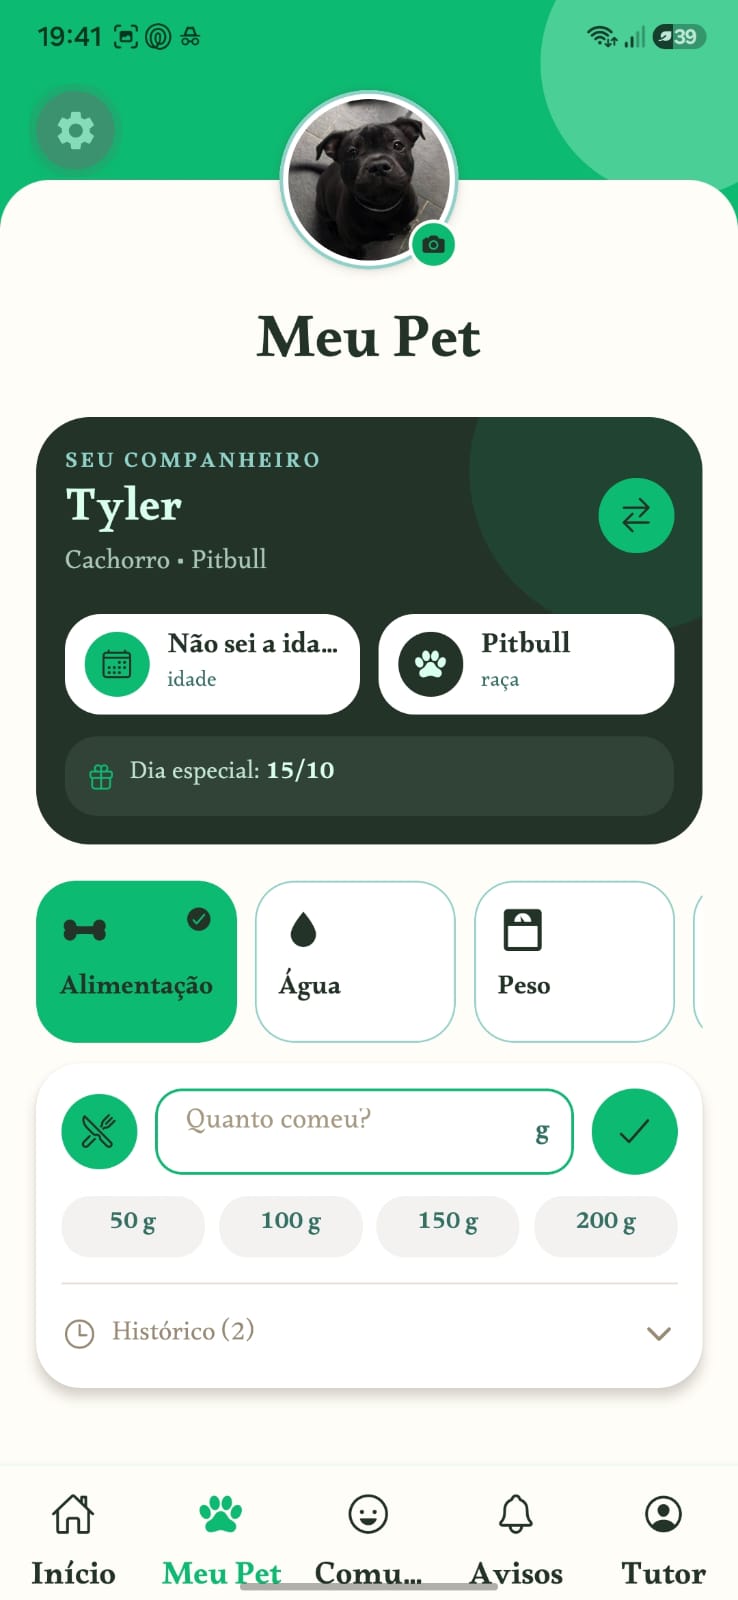 19:41
39
Meu Pet
SEU COMPANHEIRO
Tyler
Cachorro • Pitbull
Não sei a ida...
idade
Pitbull
raça
Dia especial: 15/10
Alimentação
Água
Peso
Quanto comeu?
g
50 g
100 g
150 g
200 g
Histórico (2)
Início
Meu Pet
Comu...
Avisos
Tutor